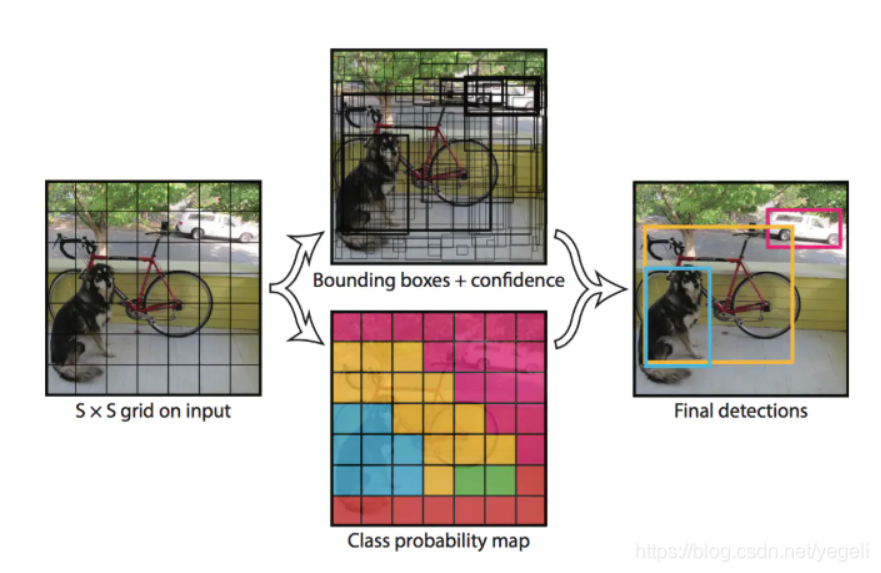 Bounding boxes + confidence
S × S grid on input
Final detections
Class probability map
https://blog.csdn.net/yegeli